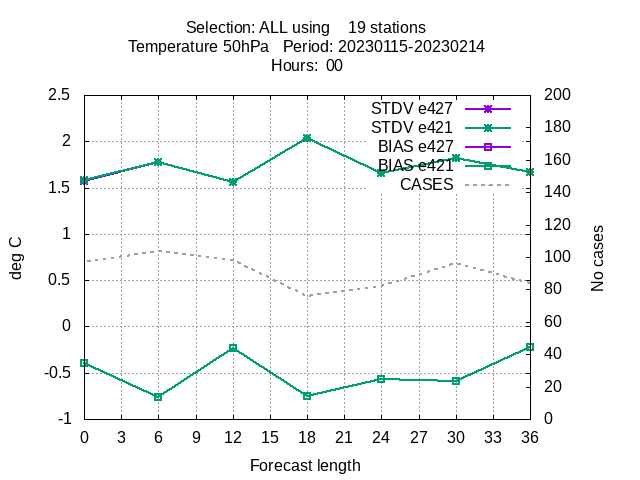 Selection: ALL using    19 stations
Temperature 50hPa   Period: 20230115-20230214
Hours:  00
STDV e427
STDV e421
BIAS e427
BIAS e421
CASES
2.5
2
1.5
1
0.5
0
-0.5
-1
deg C
200
180
160
140
120
100
80
60
40
20
0
No cases
0 3 6 9 12 15 18 21 24 27 30 33 36
Forecast length